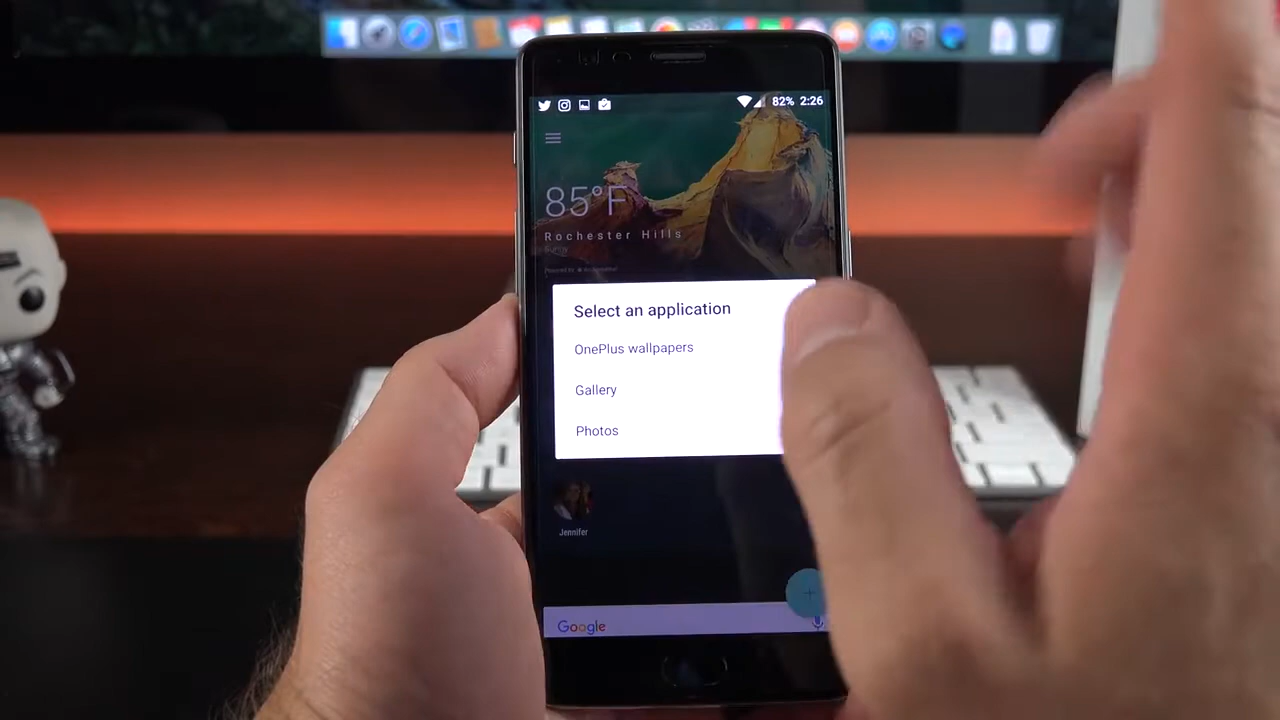 82% 2:26
85°F
Rochester Hills
Select an application
OnePlus wallpapers
Gallery
Photos
Jennifer
Google